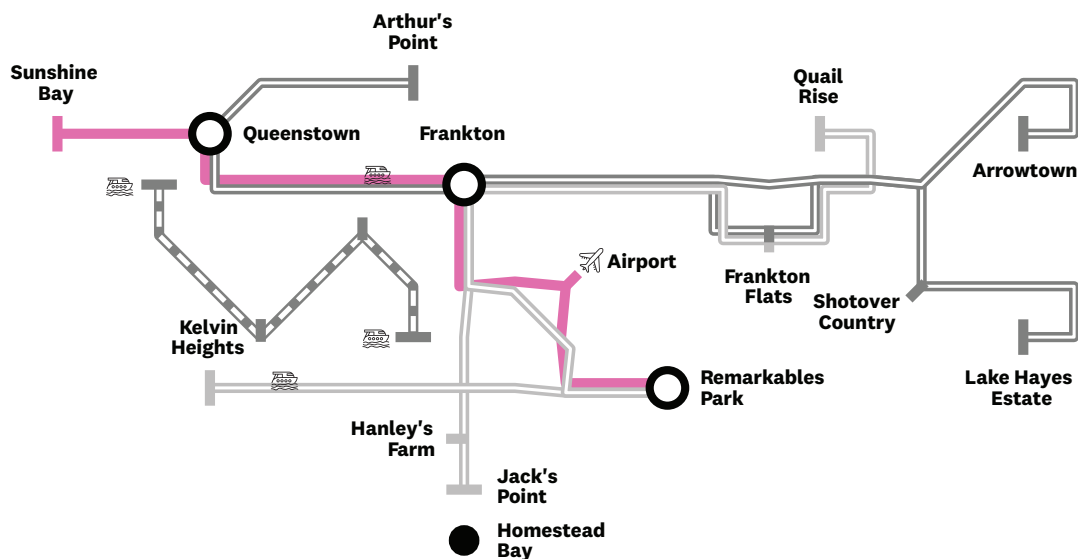 Arthur's
Point
Sunshine
Bay
Quail
Rise
Queenstown
Frankton
Arrowtown
Airport
Frankton
Flats
Shotover
Country
Kelvin
Heights
Remarkables
Park
Lake Hayes
Estate
Hanley's
Farm
Jack's
Point
Homestead
Bay